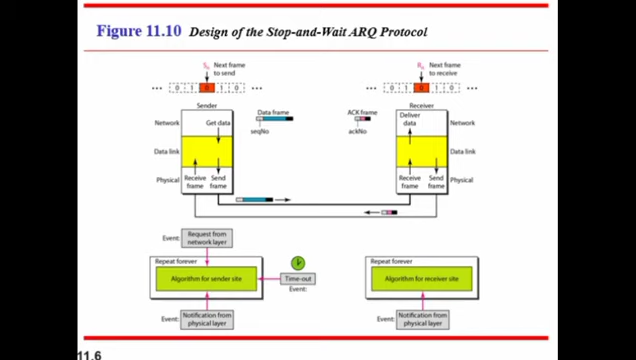 Figure 11.10 Design of the Stop-and-Wait ARQ Protocol
Sn Next frame to send
Rn Next frame to receive
0 1 0 1 0
0 1 0 1 0
Sender
Receiver
Data frame
ACK frame
seqNo
ackNo
Network
Get data
Deliver data
Network
Data link
Data link
Physical
Receive frame
Send frame
Receive frame
Send frame
Physical
Event:
Request from network layer
Repeat forever
Algorithm for sender site
Time-out
Event:
Repeat forever
Algorithm for receiver site
Event:
Notification from physical layer
Event:
Notification from physical layer
11.6